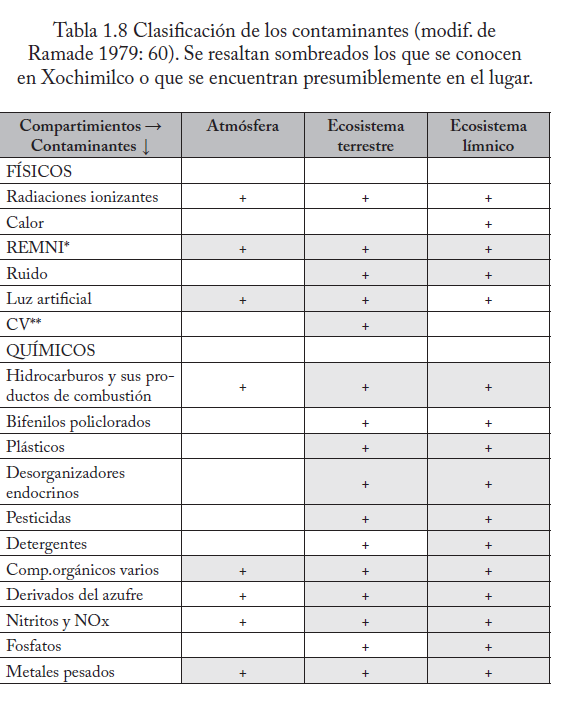 Tabla 1.8 Clasificación de los contaminantes (modif. de
Ramade 1979: 60). Se resaltan sombreados los que se conocen
en Xochimilco o que se encuentran presumiblemente en el lugar.
Compartimientos → Atmósfera Ecosistema Ecosistema
Contaminantes ↓ terrestre límnico
FÍSICOS
Radiaciones ionizantes + + +
Calor +
REMNI* + + +
Ruido + +
Luz artificial + + +
CV** +
QUÍMICOS
Hidrocarburos y sus pro-
ductos de combustión + + +
Bifenilos policlorados + +
Plásticos + +
Desorganizadores
endocrinos + +
Pesticidas + +
Detergentes + +
Comp.orgánicos varios + + +
Derivados del azufre + + +
Nitritos y NOx + + +
Fosfatos + +
Metales pesados + + +